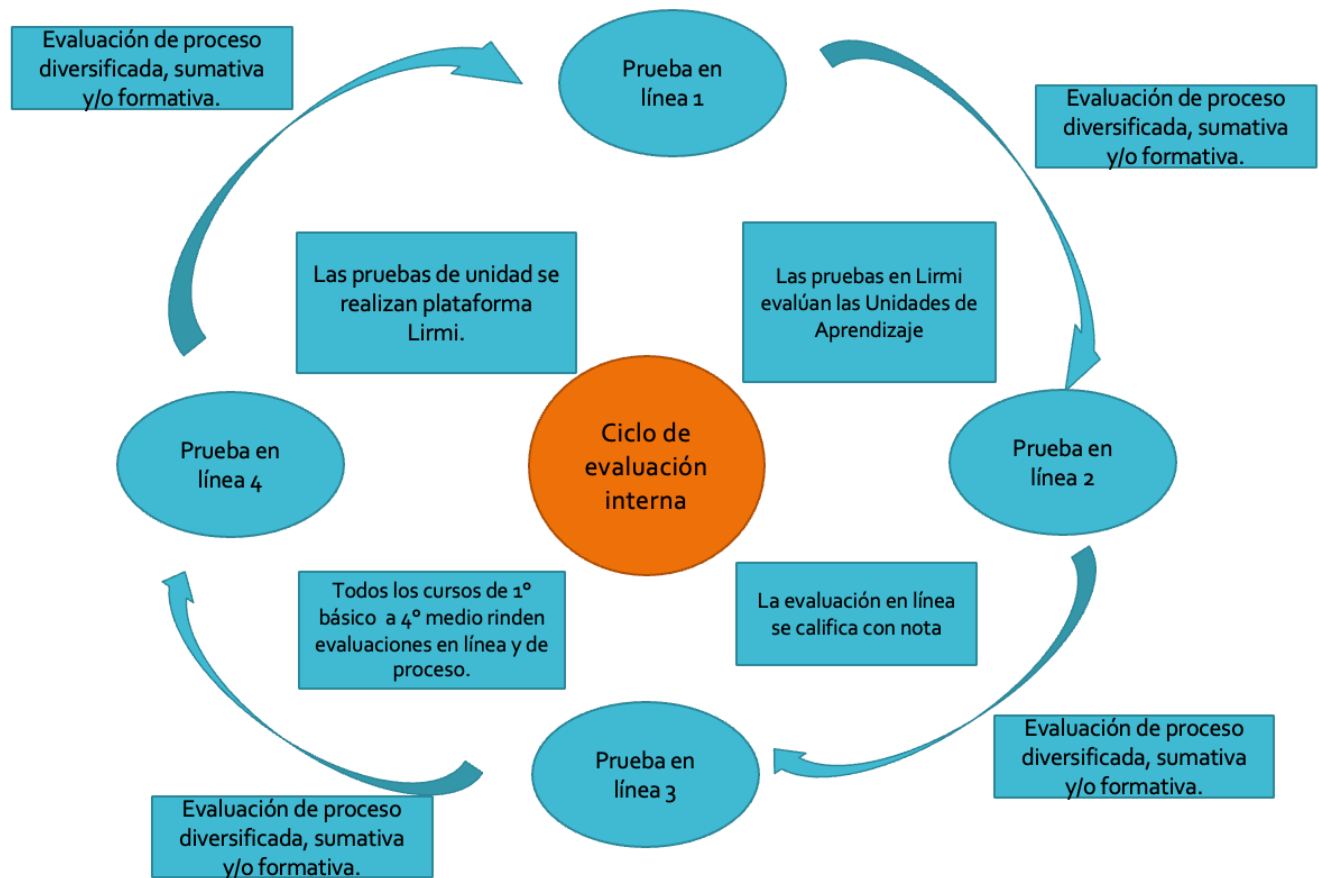 Evaluación de proceso
diversificada, sumativa
y/o formativa.
Prueba en
línea 1
Evaluación de proceso
diversificada, sumativa
y/o formativa.
Las pruebas de unidad se
realizan plataforma
Lirmi.
Las pruebas en Lirmi
evalúan las Unidades de
Aprendizaje
Prueba en
línea 4
Ciclo de
evaluación
interna
Prueba en
línea 2
Todos los cursos de 1°
básico a 4° medio rinden
evaluaciones en línea y de
proceso.
La evaluación en línea
se califica con nota
Prueba en
línea 3
Evaluación de proceso
diversificada, sumativa
y/o formativa.
Evaluación de proceso
diversificada, sumativa
y/o formativa.